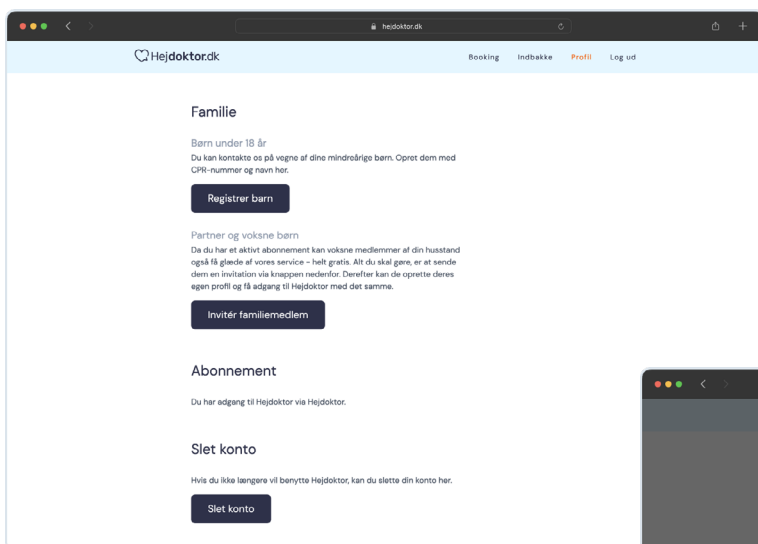 hejdoktor.dk
Hejdoktor.dk
Booking Indbakke Profil Log ud
Familie
Børn under 18 år
Du kan kontakte os på vegne af dine mindreårige børn. Opret dem med
CPR-nummer og navn her.
Registrer barn
Partner og voksne børn
Da du har et aktivt abonnement kan voksne medlemmer af din husstand
også få glæde af vores service – helt gratis. Alt du skal gøre, er at sende
dem en invitation via knappen nedenfor. Derefter kan de oprette deres
egen profil og få adgang til Hejdoktor med det samme.
Invitér familiemedlem
Abonnement
Du har adgang til Hejdoktor via Hejdoktor.
Slet konto
Hvis du ikke længere vil benytte Hejdoktor, kan du slette din konto her.
Slet konto